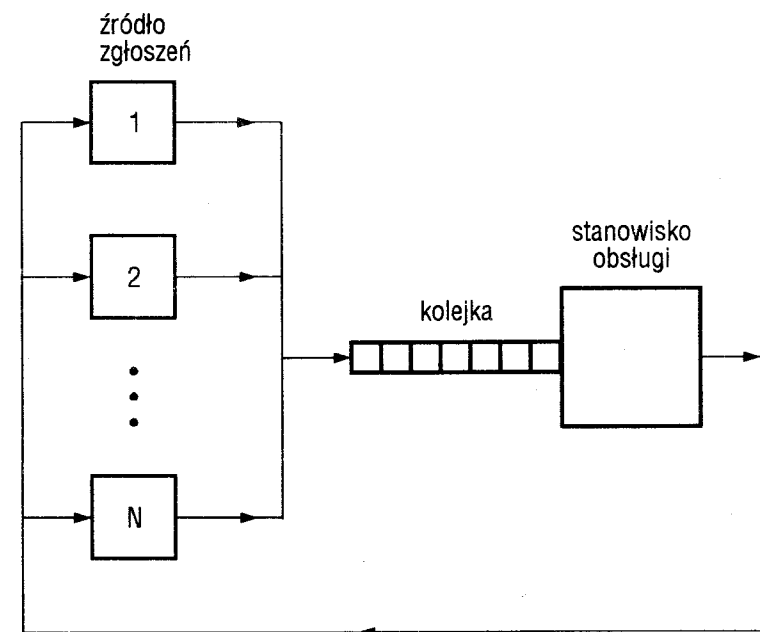 źródło
zgłoszeń
1
2
N
kolejka
stanowisko
obsługi